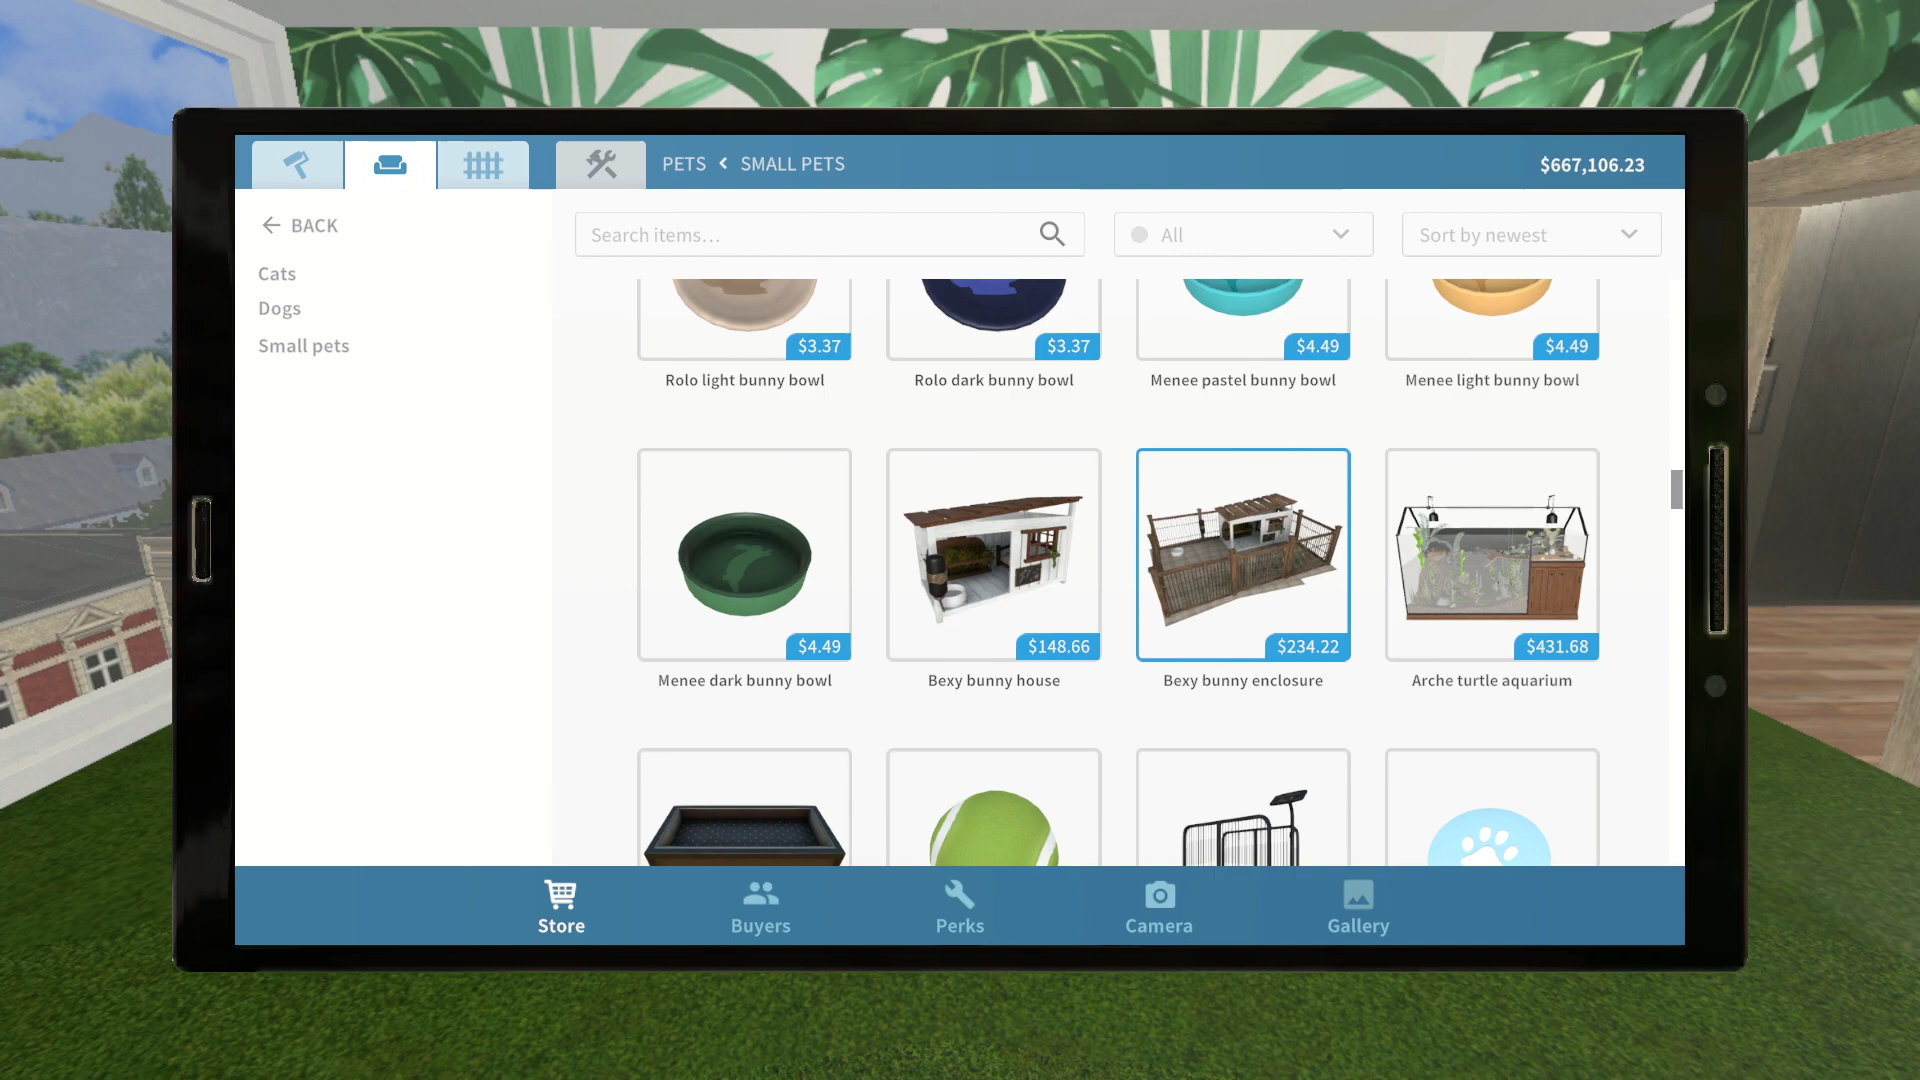 PETS < SMALL PETS
$667,106.23
BACK
Cats
Dogs
Small pets
Search items...
All
Sort by newest
$3.37
$3.37
$4.49
$4.49
Rolo light bunny bowl
Rolo dark bunny bowl
Menee pastel bunny bowl
Menee light bunny bowl
$4.49
$148.66
$234.22
$431.68
Menee dark bunny bowl
Bexy bunny house
Bexy bunny enclosure
Arche turtle aquarium
Store
Buyers
Perks
Camera
Gallery